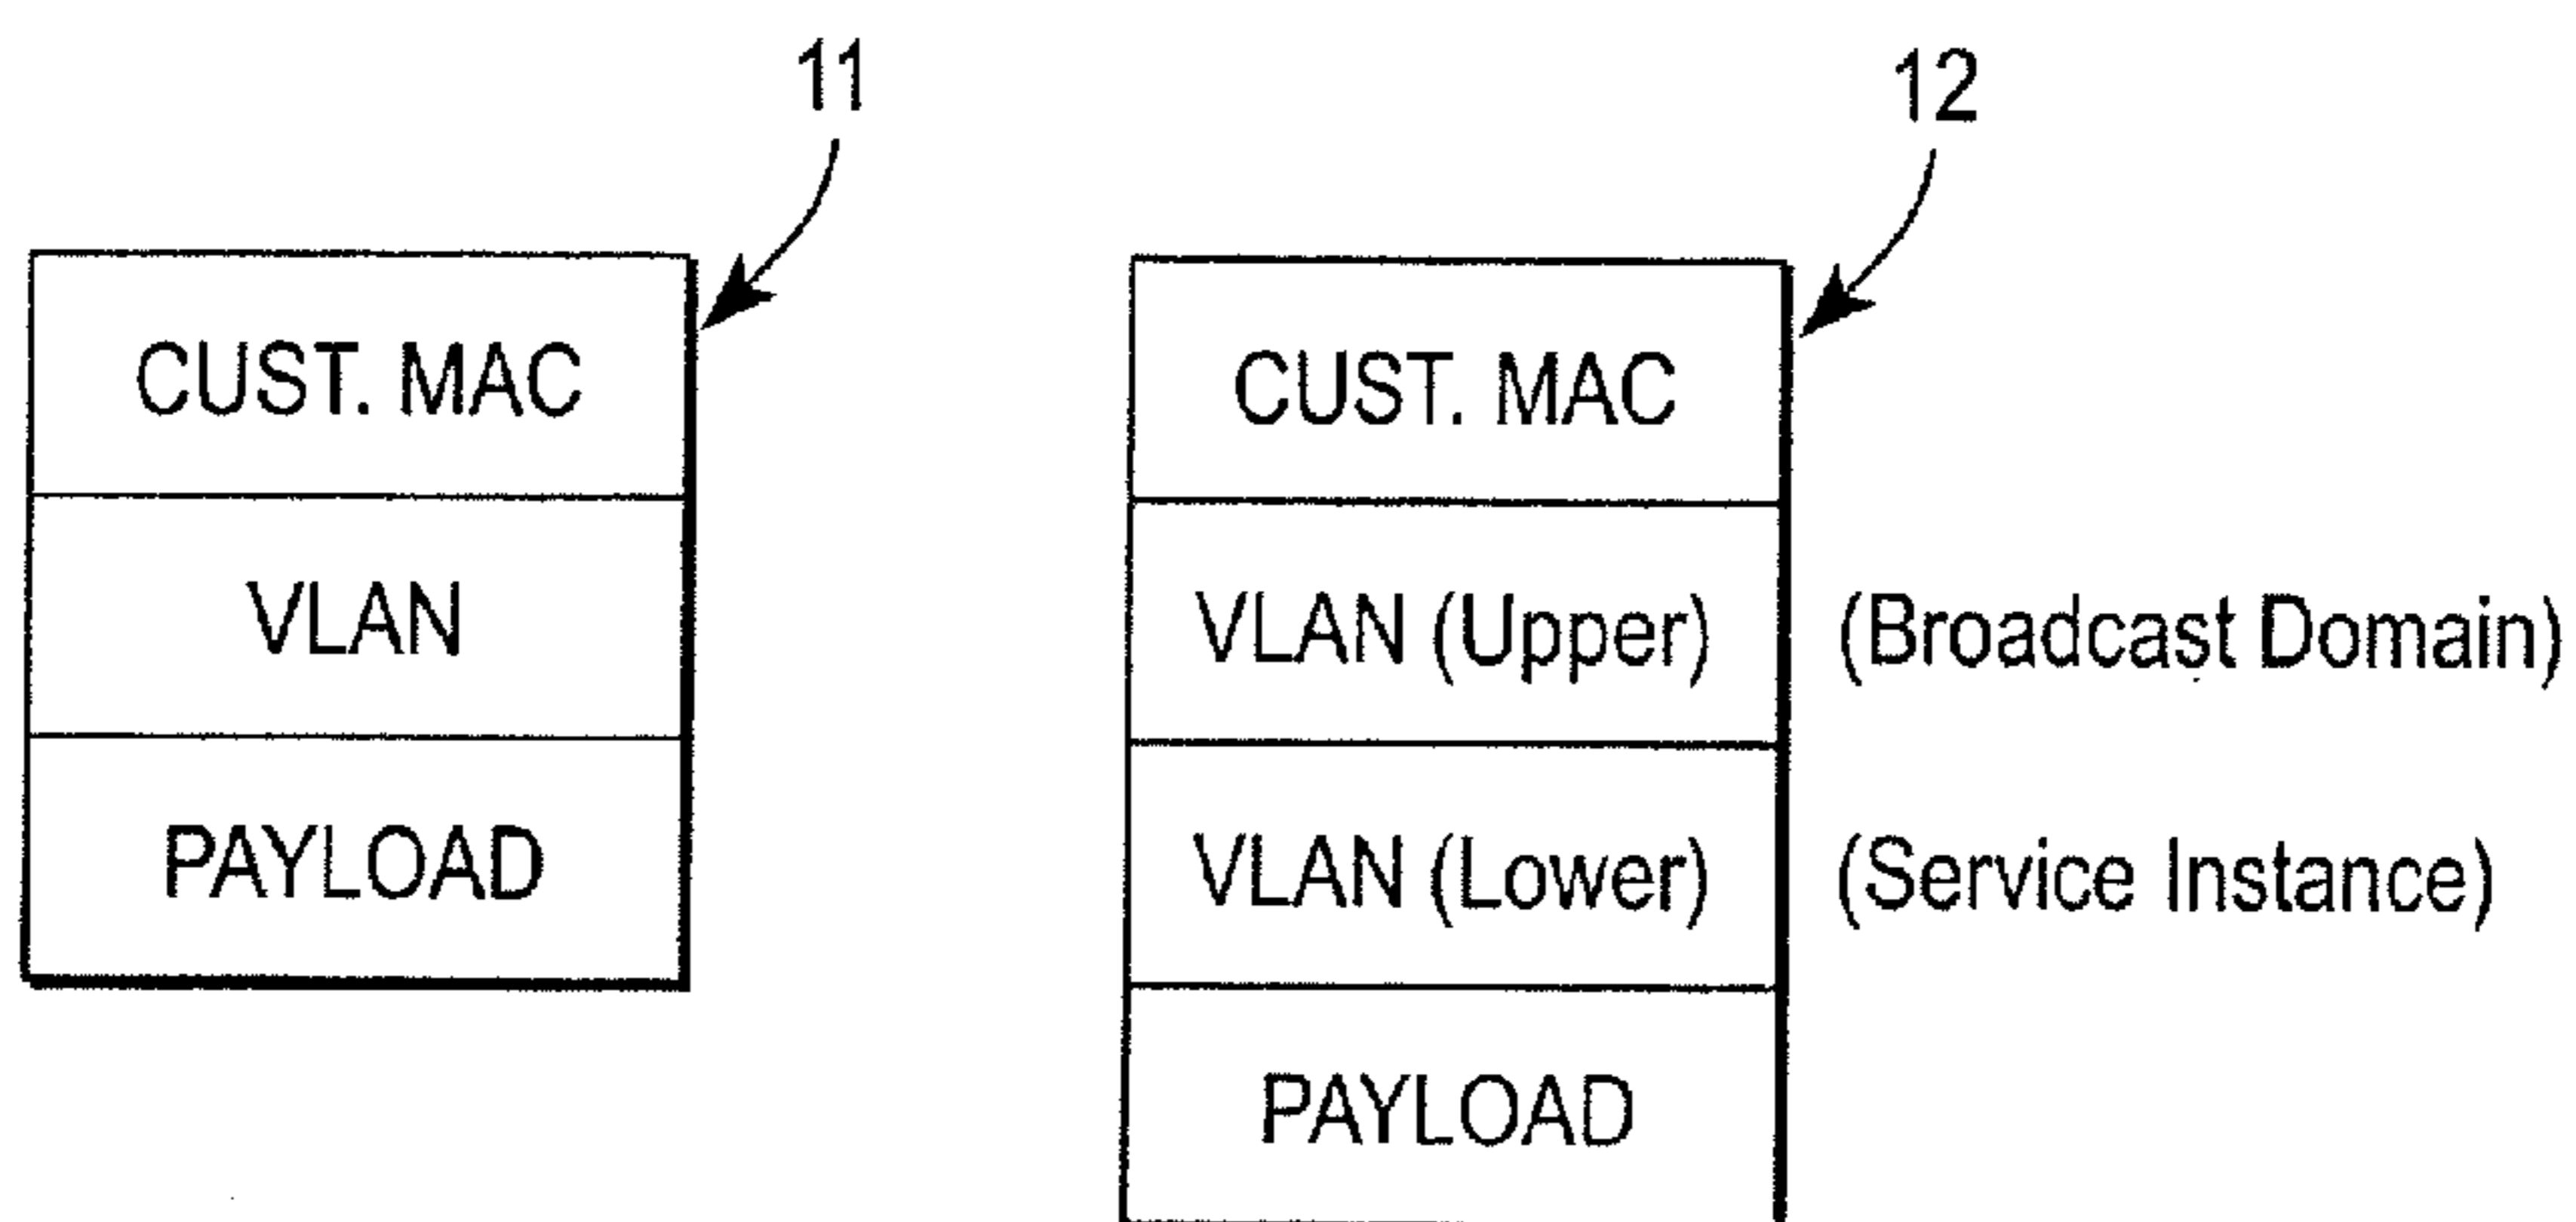 11
CUST. MAC
VLAN
PAYLOAD
12
CUST. MAC
VLAN (Upper) (Broadcast Domain)
VLAN (Lower) (Service Instance)
PAYLOAD